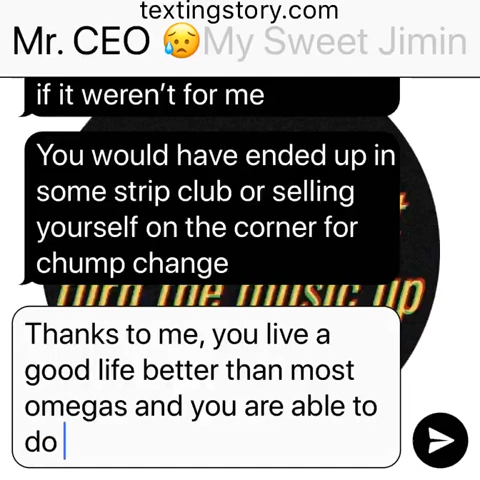 textingstory.com
Mr. CEO 😥My Sweet Jimin
if it weren't for me
You would have ended up in
some strip club or selling
yourself on the corner for
chump change
Turn the music up
Thanks to me, you live a
good life better than most
omegas and you are able to
do